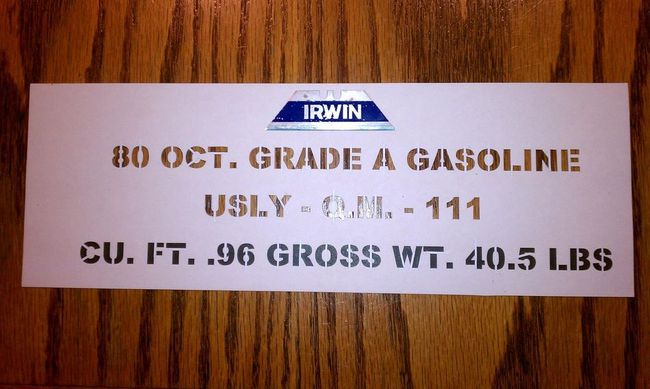 IRWIN
80 OCT. GRADE A GASOLINE
USLY - Q.M. - 111
CU. FT. .96 GROSS WT. 40.5 LBS